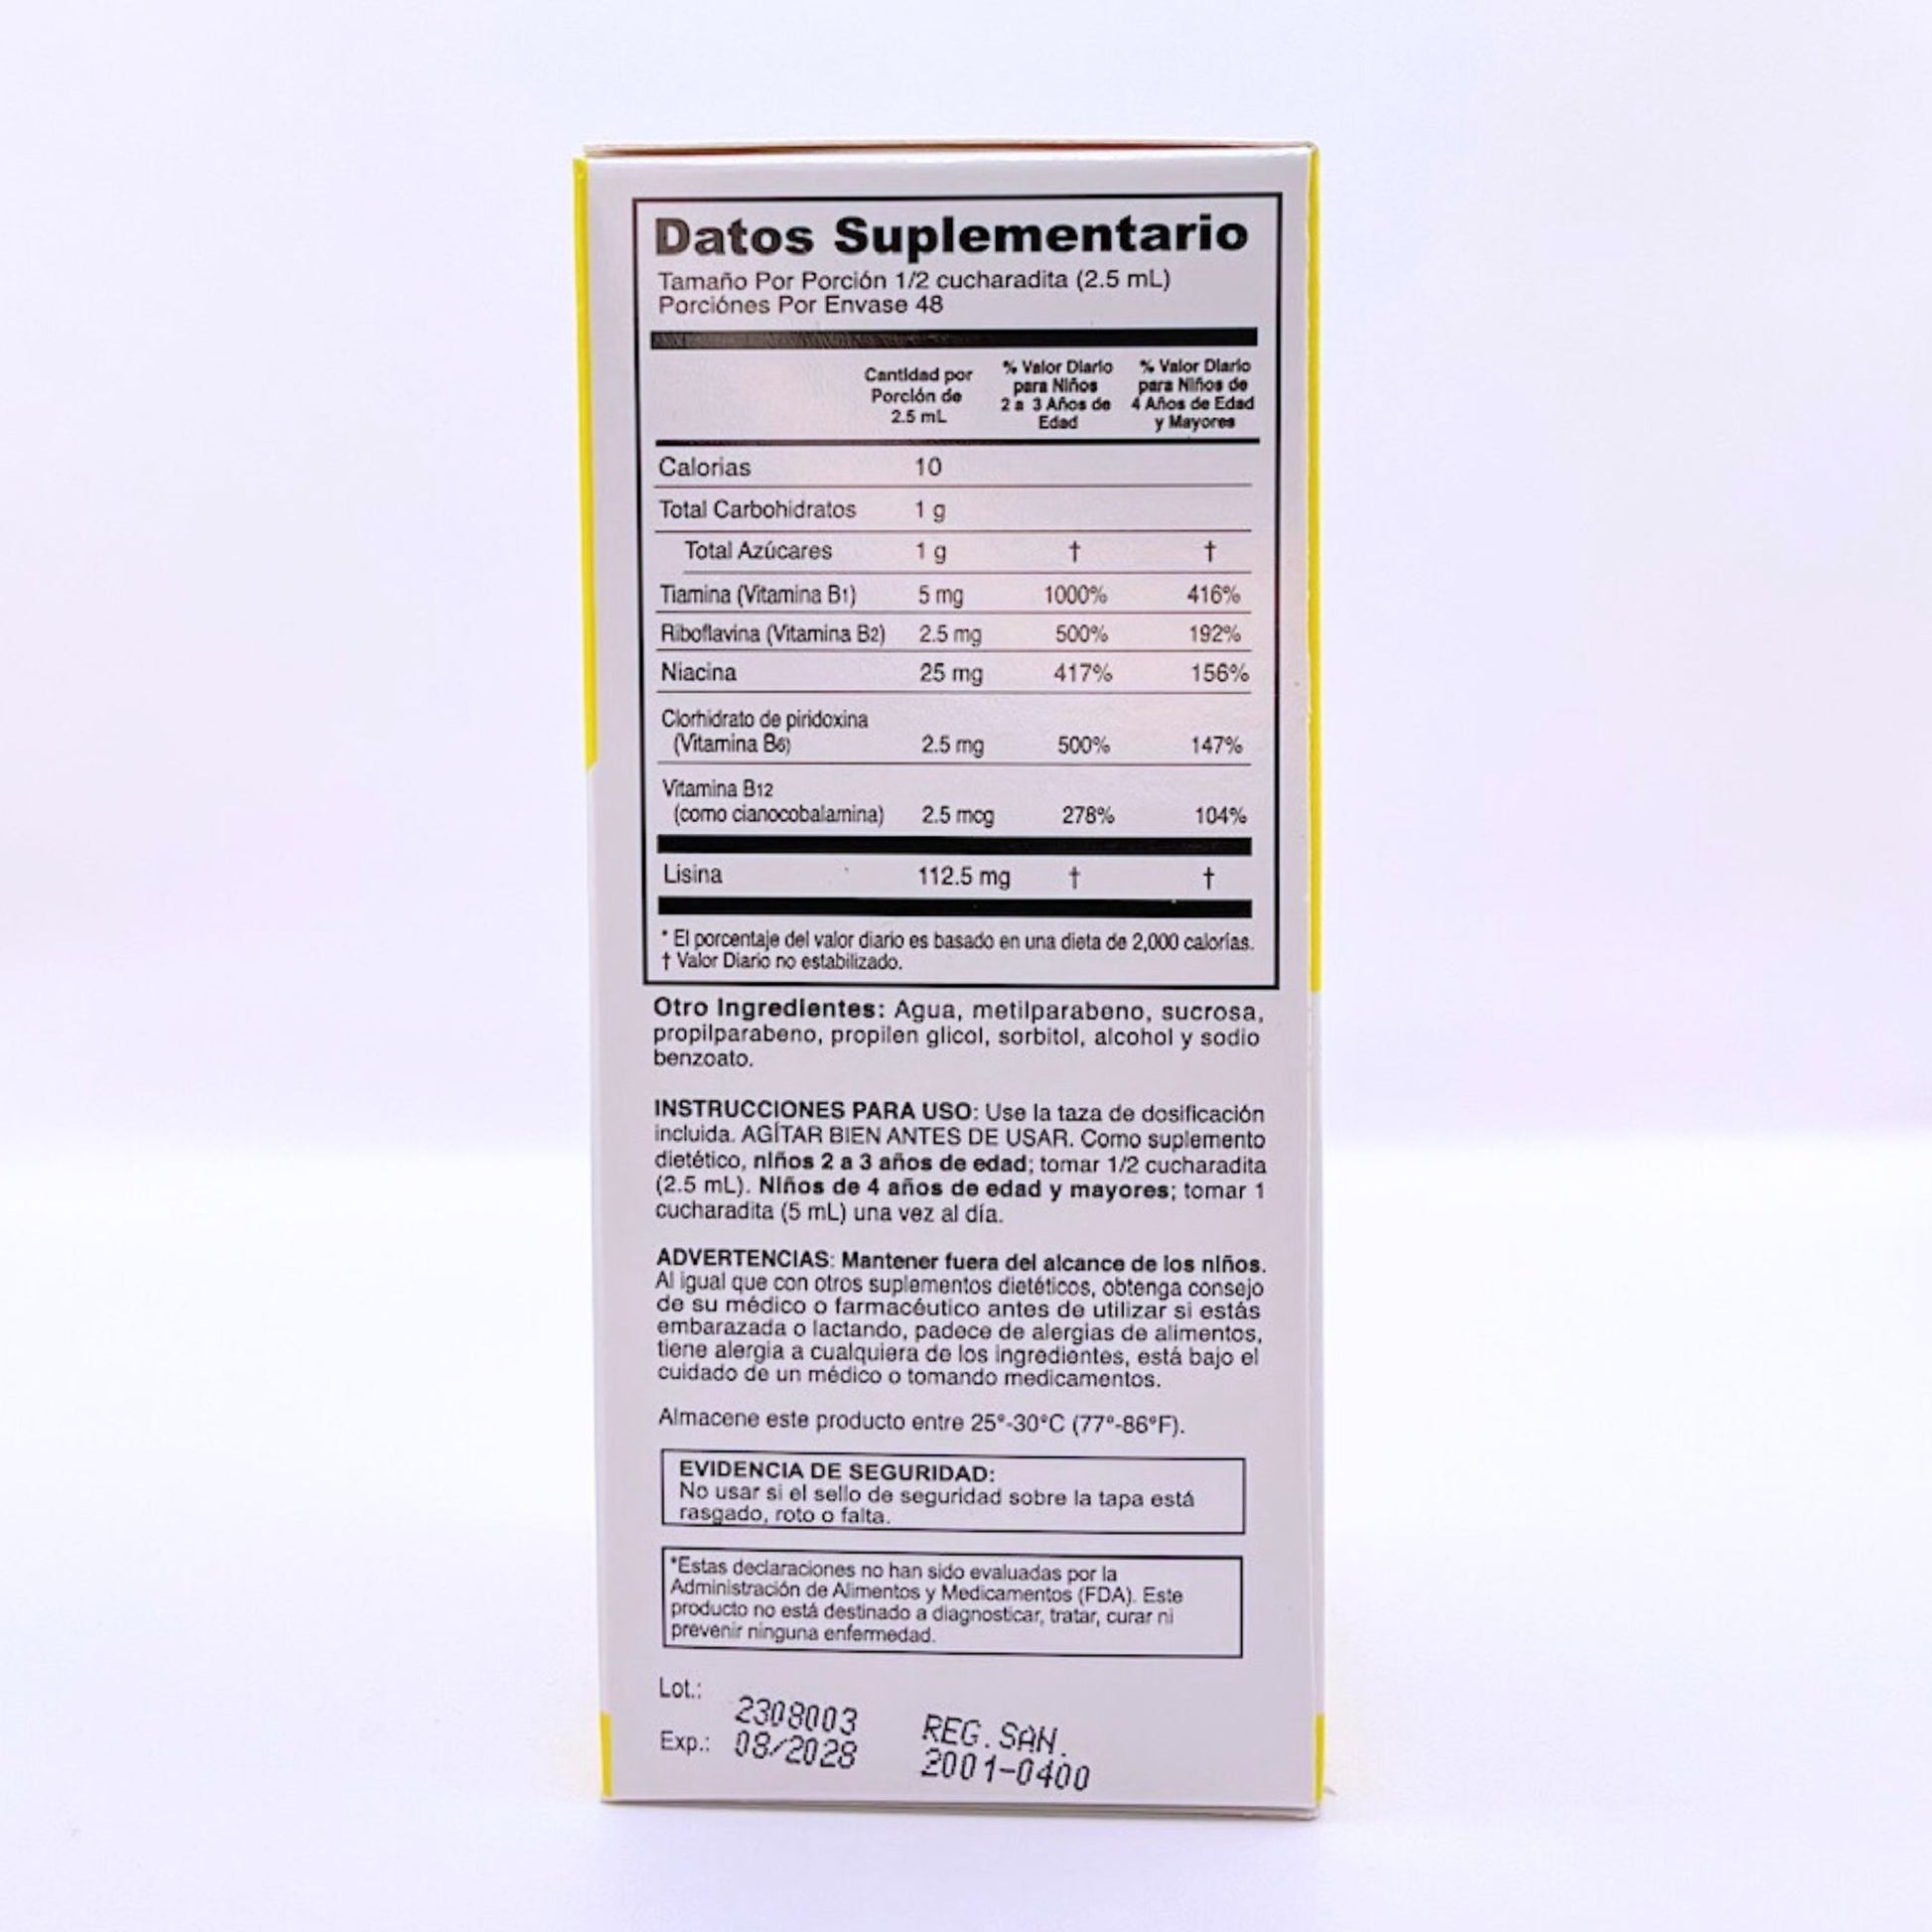 Datos Suplementario
Tamaño Por Porción 1/2 cucharadita (2.5 mL)
Porciónes Por Envase 48
Cantidad por Porción de 2.5 mL % Valor Diario para Niños 2 a 3 Años de Edad % Valor Diario para Niños de 4 Años de Edad y Mayores
Calorias 10
Total Carbohidratos 1 g
Total Azúcares 1 g † †
Tiamina (Vitamina B1) 5 mg 1000% 416%
Riboflavina (Vitamina B2) 2.5 mg 500% 192%
Niacina 25 mg 417% 156%
Clorhidrato de piridoxina
(Vitamina B6) 2.5 mg 500% 147%
Vitamina B12
(como cianocobalamina) 2.5 mcg 278% 104%
Lisina 112.5 mg † †
* El porcentaje del valor diario es basado en una dieta de 2,000 calorías.
† Valor Diario no estabilizado.
Otro Ingredientes: Agua, metilparabeno, sucrosa,
propilparabeno, propilen glicol, sorbitol, alcohol y sodio
benzoato.
INSTRUCCIONES PARA USO: Use la taza de dosificación
incluida. AGÍTAR BIEN ANTES DE USAR. Como suplemento
dietético, niños 2 a 3 años de edad; tomar 1/2 cucharadita
(2.5 mL). Niños de 4 años de edad y mayores; tomar 1
cucharadita (5 mL) una vez al día.
ADVERTENCIAS: Mantener fuera del alcance de los niños.
Al igual que con otros suplementos dietéticos, obtenga consejo
de su médico o farmacéutico antes de utilizar si estás
embarazada o lactando, padece de alergias de alimentos,
tiene alergia a cualquiera de los ingredientes, está bajo el
cuidado de un médico o tomando medicamentos.
Almacene este producto entre 25°-30°C (77°-86°F).
EVIDENCIA DE SEGURIDAD:
No usar si el sello de seguridad sobre la tapa está
rasgado, roto o falta.
*Estas declaraciones no han sido evaluadas por la
Administración de Alimentos y Medicamentos (FDA). Este
producto no está destinado a diagnosticar, tratar, curar ni
prevenir ninguna enfermedad.
Lot.: 2308003 REG. SAN.
Exp.: 08/2028 2001-0400